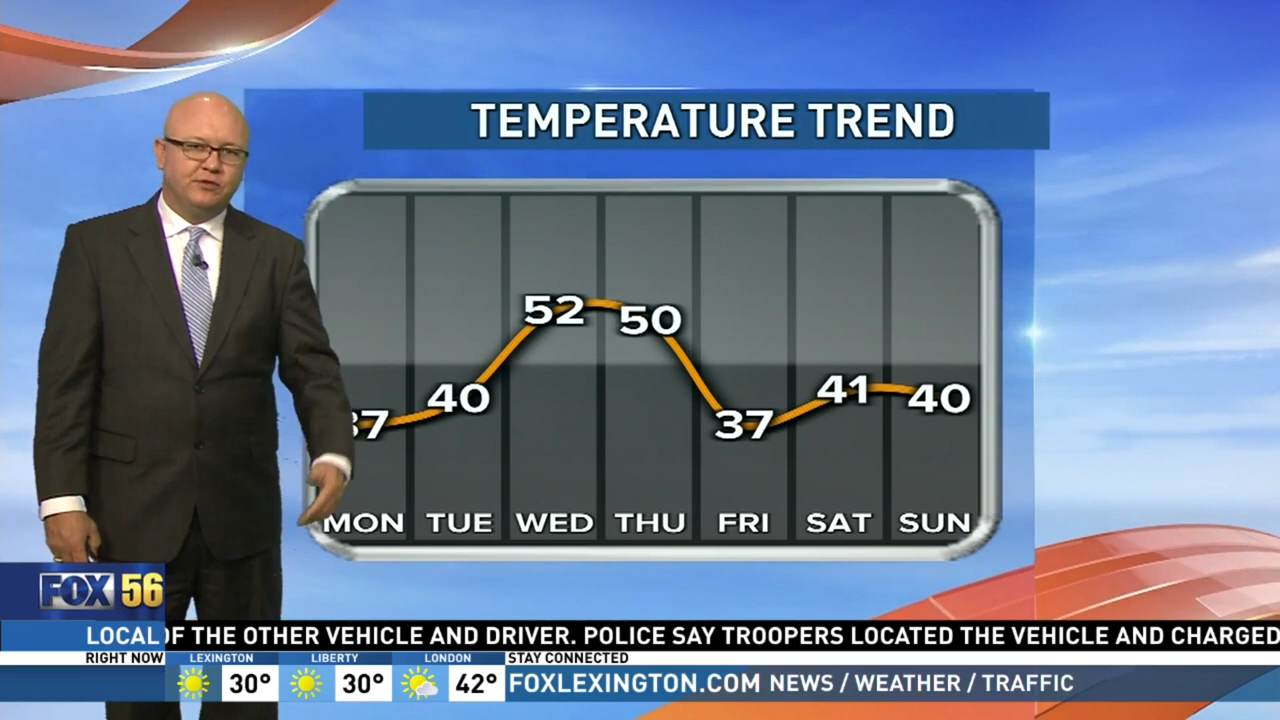 TEMPERATURE TREND
52
50
40
37
37
41
40
MON TUE WED THU FRI SAT SUN
FOX 56
LOCAL OF THE OTHER VEHICLE AND DRIVER. POLICE SAY TROOPERS LOCATED THE VEHICLE AND CHARGED
RIGHT NOW LEXINGTON LIBERTY LONDON STAY CONNECTED
30° 30° 42° FOXLEXINGTON.COM NEWS / WEATHER / TRAFFIC